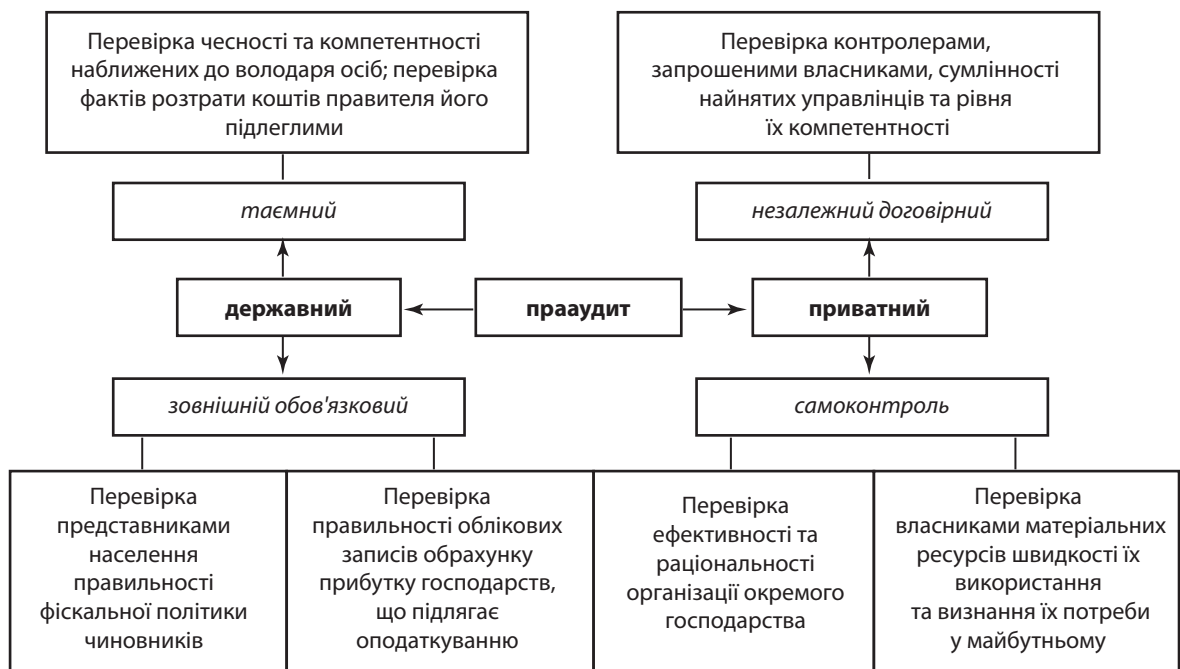 Перевірка чесності та компетентності
наближених до володаря осіб; перевірка
фактів розтрати коштів правителя його
підлеглими
Перевірка контролерами,
запрошеними власниками, сумлінності
найнятих управлінців та рівня
їх компетентності
таємний
незалежний договірний
державний
прааудит
приватний
зовнішній обов'язковий
самоконтроль
Перевірка
представниками
населення
правильності
фіскальної політики
чиновників
Перевірка
правильності облікових
записів обрахунку
прибутку господарств,
що підлягає
оподаткуванню
Перевірка
ефективності та
раціональності
організації окремого
господарства
Перевірка
власниками матеріальних
ресурсів швидкості їх
використання
та визнання їх потреби
у майбутньому